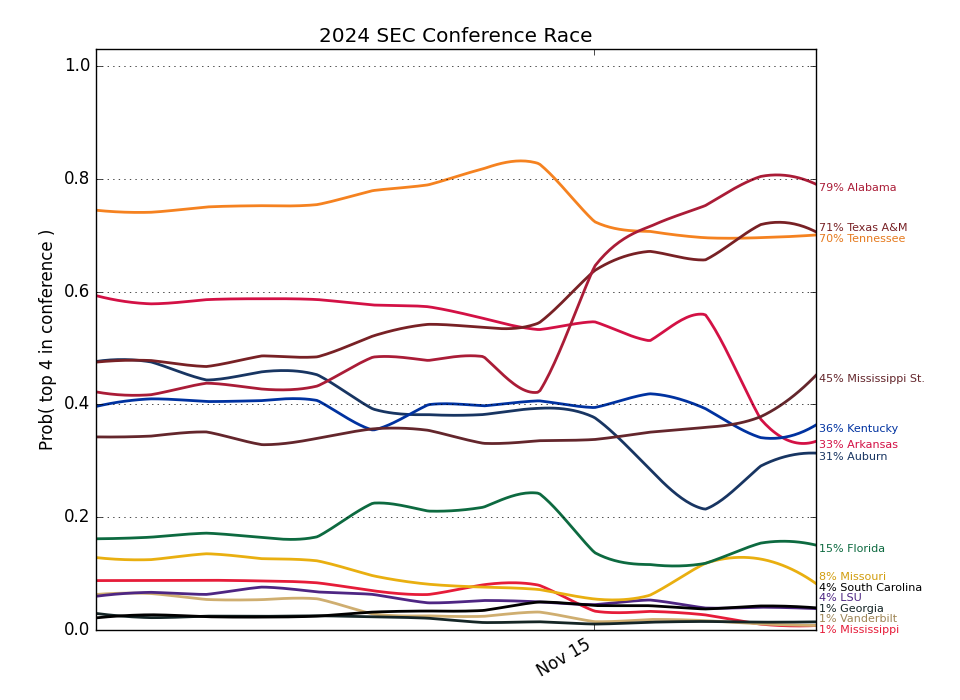 2024 SEC Conference Race
Prob( top 4 in conference )
1.0
0.8
0.6
0.4
0.2
0.0
Nov 15
79% Alabama
71% Texas A&M
70% Tennessee
45% Mississippi St.
36% Kentucky
33% Arkansas
31% Auburn
15% Florida
8% Missouri
4% South Carolina
4% LSU
1% Georgia
1% Vanderbilt
1% Mississippi